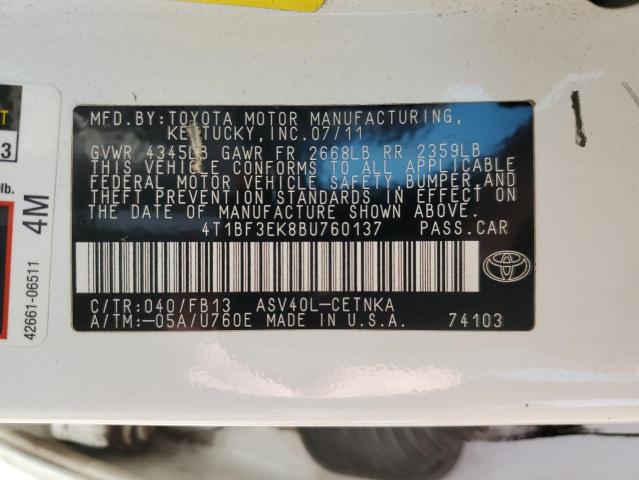 MFD.BY:TOYOTA MOTOR MANUFACTURING,
KENTUCKY, INC.07/11
GVWR 4345LB GAWR FR 2668LB RR 2359LB
THIS VEHICLE CONFORMS TO ALL APPLICABLE
FEDERAL MOTOR VEHICLE SAFETY, BUMPER, AND
THEFT PREVENTION STANDARDS IN EFFECT ON
THE DATE OF MANUFACTURE SHOWN ABOVE.
4T1BF3EK8BU760137 PASS.CAR
C/TR:040/FB13 ASV40L-CETNKA
A/TM:-05A/U760E MADE IN U.S.A. 74103
T
3
lb.
4M
42661-06511